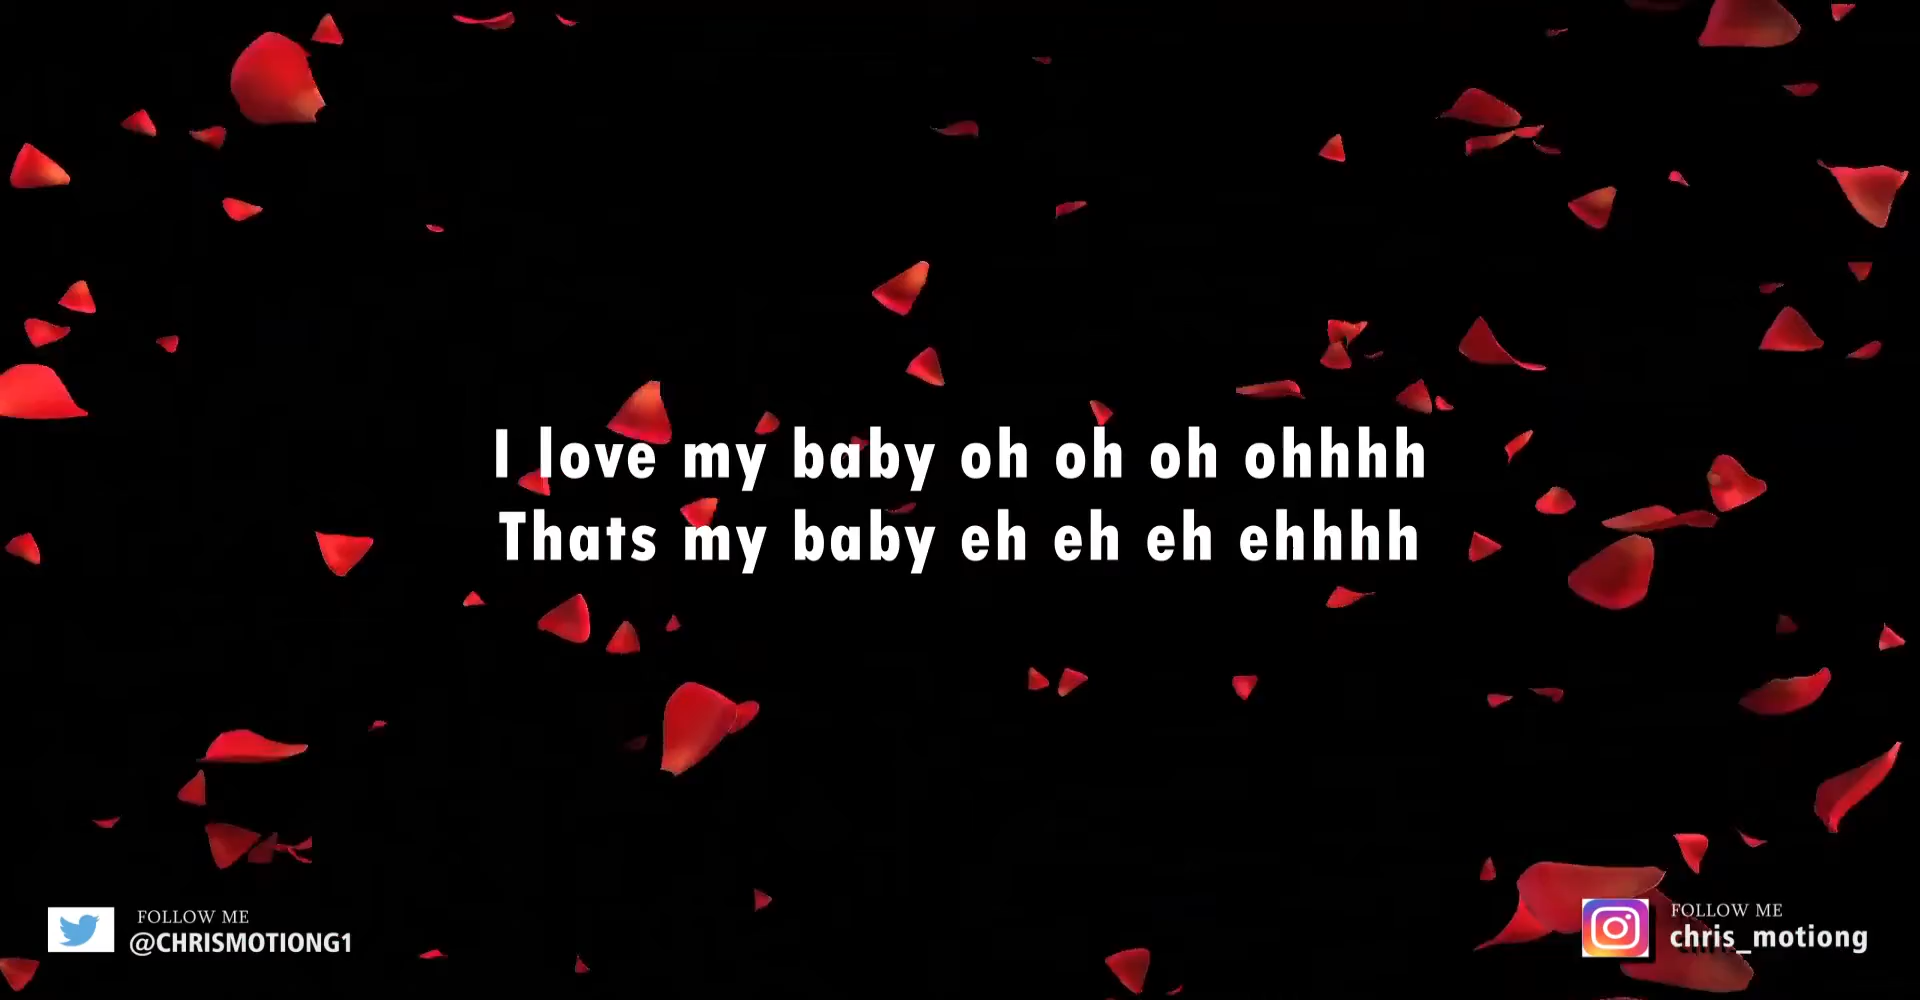 I love my baby oh oh oh ohhhh
Thats my baby eh eh eh ehhhh
FOLLOW ME
@CHRISMOTIONG1
FOLLOW ME
chris_motiong